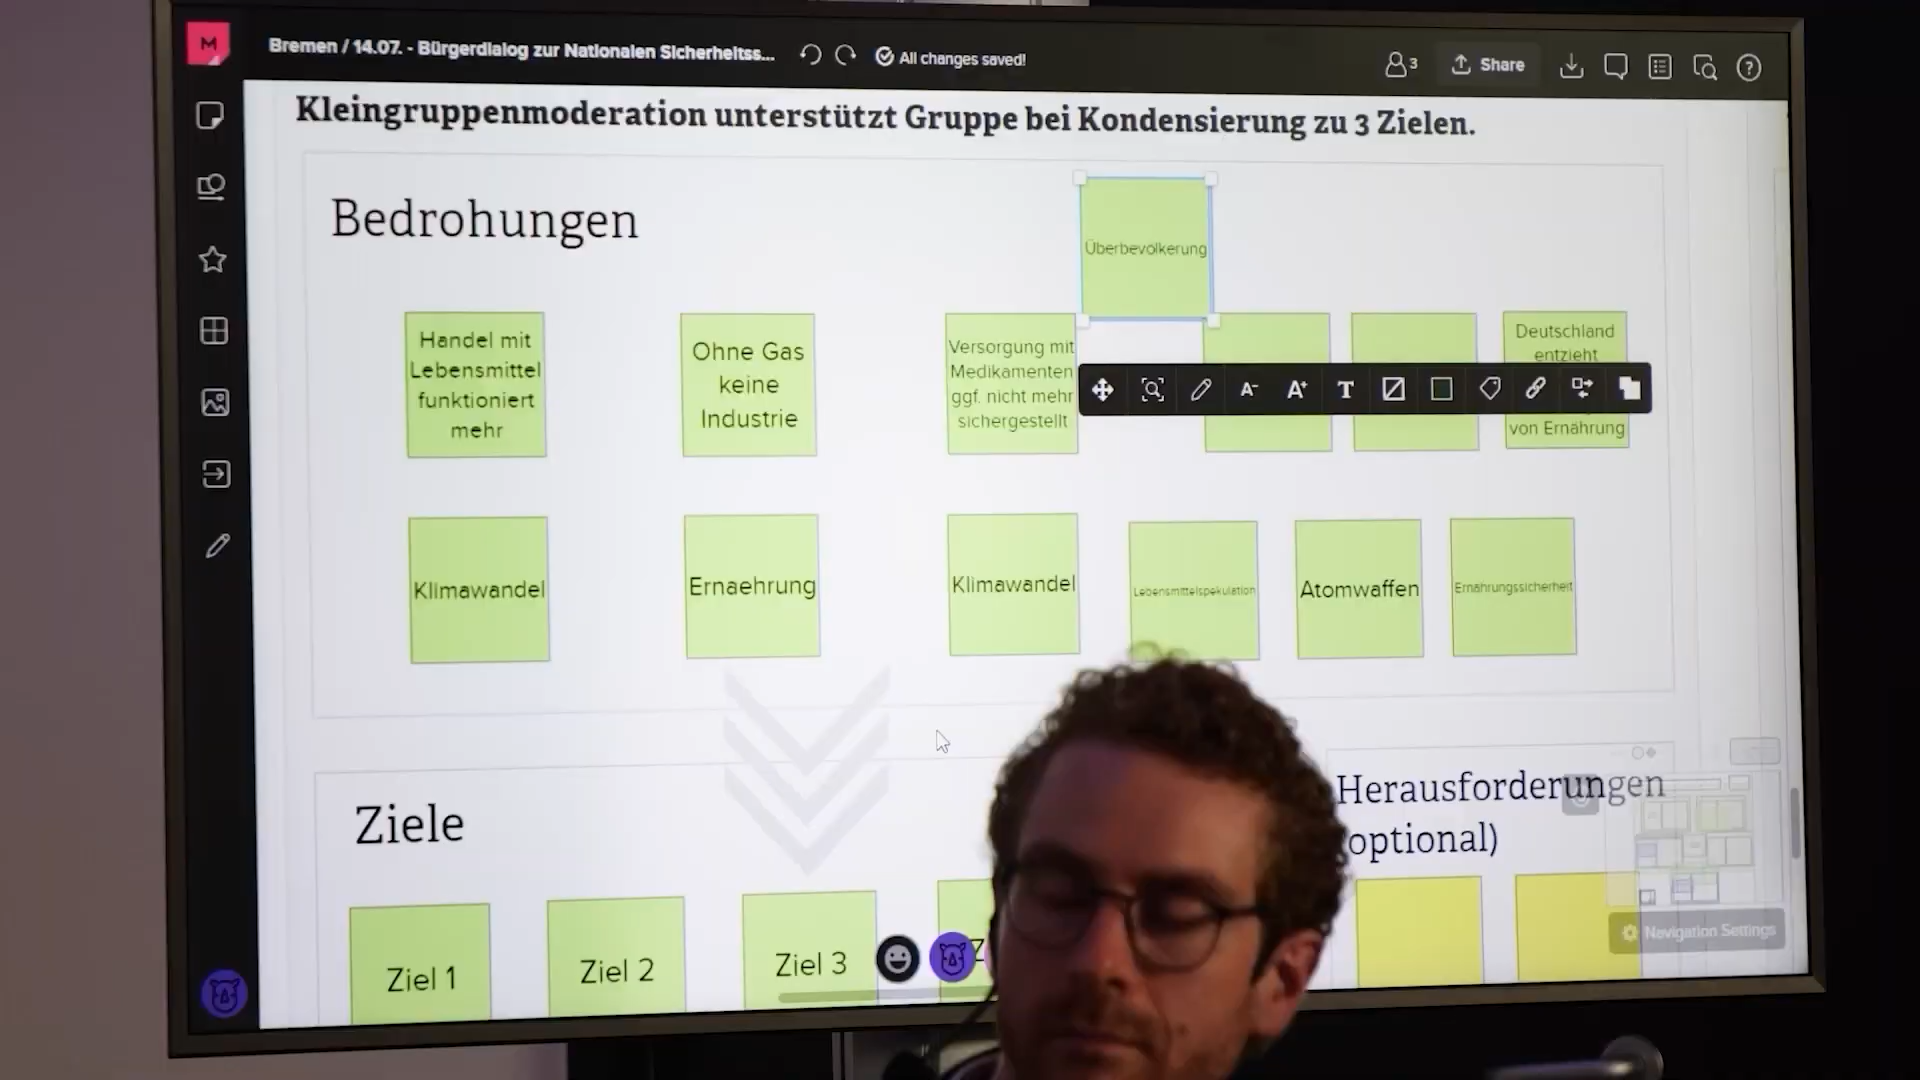 M
Bremen / 14.07. - Bürgerdialog zur Nationalen Sicherheitss...
All changes saved!
3
Share
Kleingruppenmoderation unterstützt Gruppe bei Kondensierung zu 3 Zielen.
Bedrohungen
Überbevölkerung
Handel mit
Lebensmittel
funktioniert
mehr
Ohne Gas
keine
Industrie
Versorgung mit
Medikamenten
ggf. nicht mehr
sichergestellt
Deutschland
entzieht
von Ernährung
A-
A+
T
Klimawandel
Ernaehrung
Klimawandel
Lebensmittelspekulation
Atomwaffen
Ernährungssicherheit
Ziele
Herausforderungen
optional)
Ziel 1
Ziel 2
Ziel 3
Z
Navigation Settings